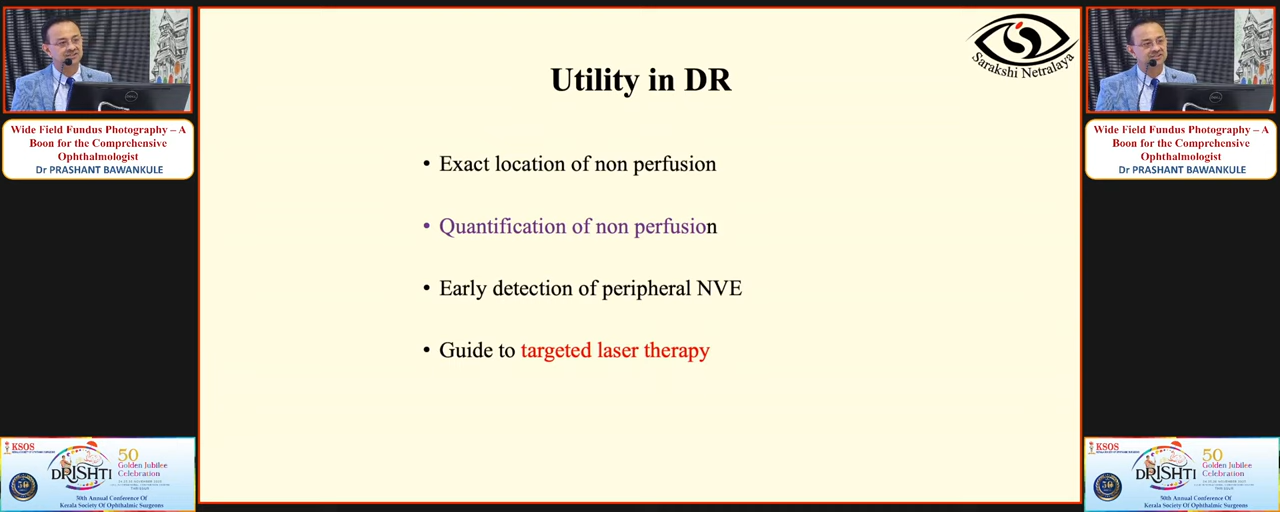 Sarakshi Netralaya
Utility in DR
• Exact location of non perfusion
• Quantification of non perfusion
• Early detection of peripheral NVE
• Guide to targeted laser therapy
Wide Field Fundus Photography – A
Boon for the Comprehensive
Ophthalmologist
Dr PRASHANT BAWANKULE
KSOS
DRISHTI
50
Golden Jubilee
Celebration
50th Annual Conference Of
Kerala Society Of Ophthalmic Surgeons
Wide Field Fundus Photography – A
Boon for the Comprehensive
Ophthalmologist
Dr PRASHANT BAWANKULE
KSOS
DRISHTI
50
Golden Jubilee
Celebration
50th Annual Conference Of
Kerala Society Of Ophthalmic Surgeons